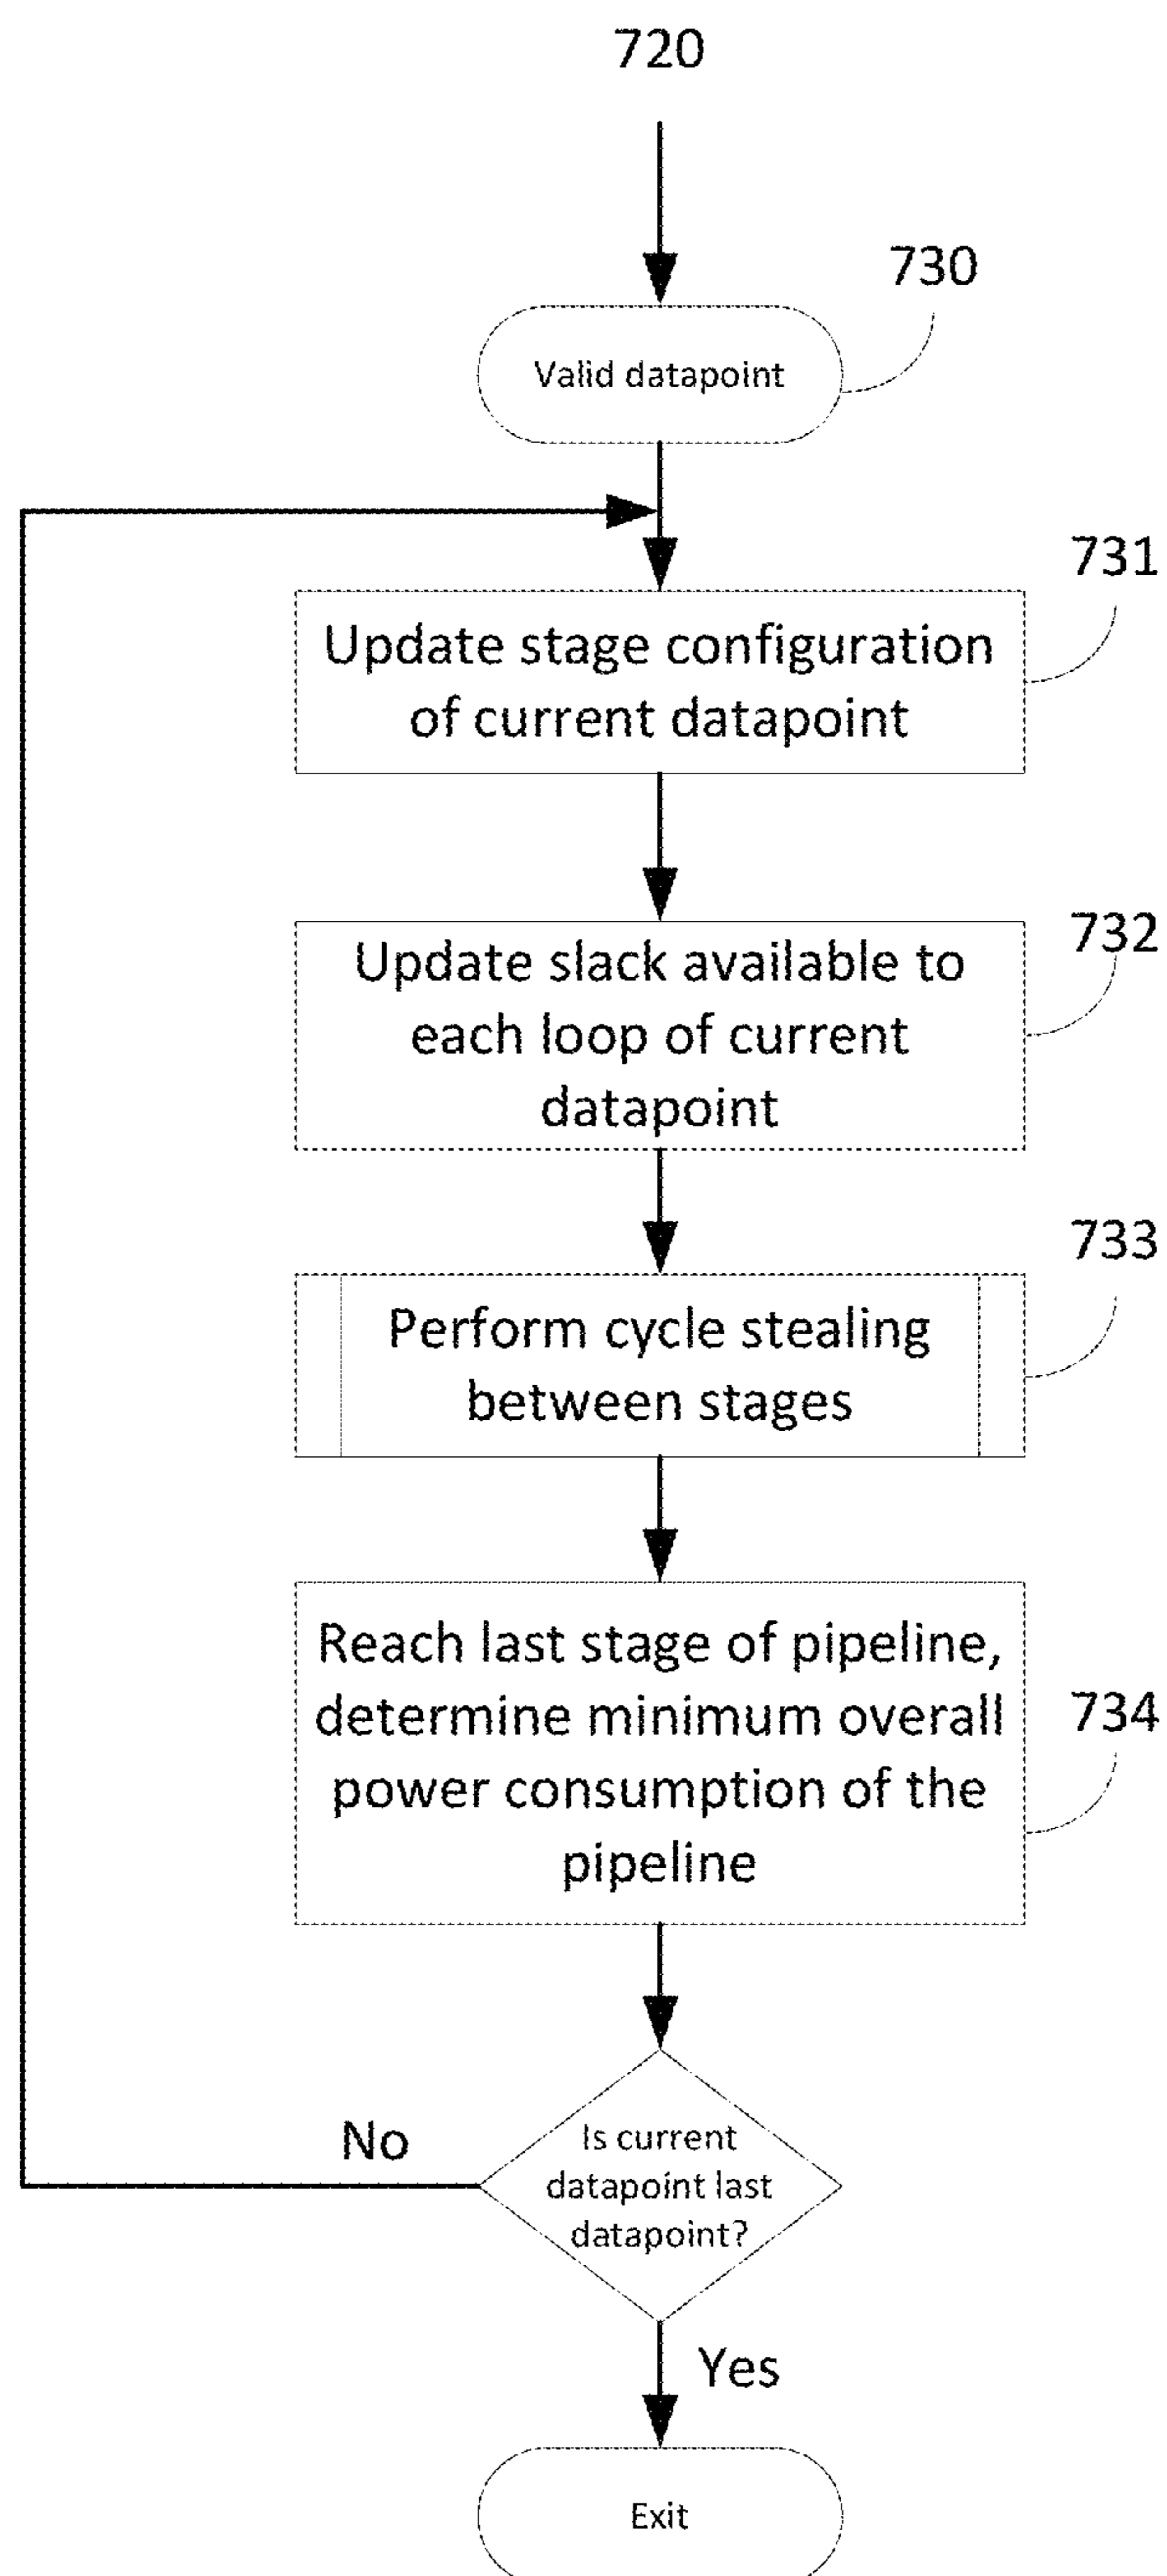 720
730
Valid datapoint
731
Update stage configuration
of current datapoint
732
Update slack available to
each loop of current
datapoint
733
Perform cycle stealing
between stages
Reach last stage of pipeline,
determine minimum overall
734
power consumption of the
pipeline
No
Is current
datapoint last
datapoint?
Yes
Exit